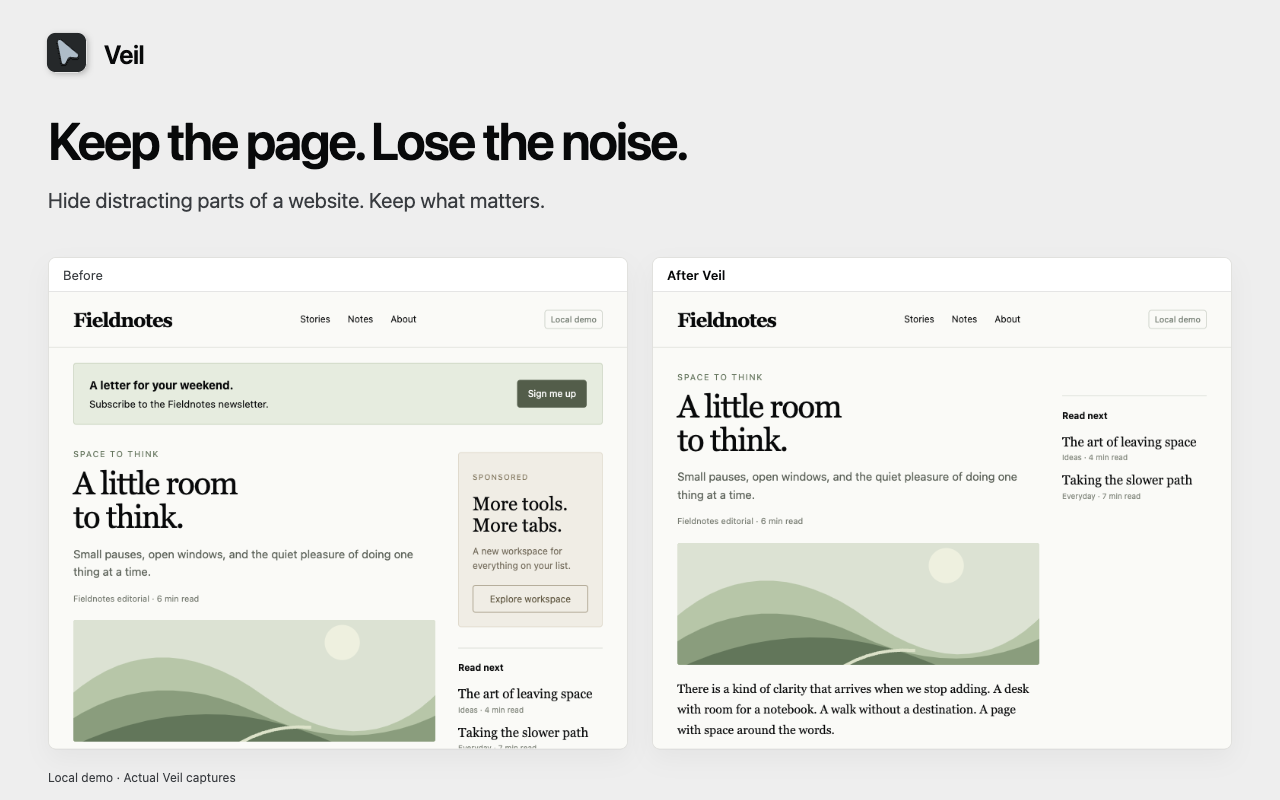 Veil
Keep the page. Lose the noise.
Hide distracting parts of a website. Keep what matters.
Before
Fieldnotes
Stories
Notes
About
Local demo
A letter for your weekend.
Subscribe to the Fieldnotes newsletter.
Sign me up
SPACE TO THINK
A little room
to think.
Small pauses, open windows, and the quiet pleasure of doing one
thing at a time.
Fieldnotes editorial · 6 min read
SPONSORED
More tools.
More tabs.
A new workspace for
everything on your list.
Explore workspace
Read next
The art of leaving space
Ideas · 4 min read
Taking the slower path
Everyday · 7 min read
After Veil
Fieldnotes
Stories
Notes
About
Local demo
SPACE TO THINK
A little room
to think.
Small pauses, open windows, and the quiet pleasure of doing one
thing at a time.
Fieldnotes editorial · 6 min read
There is a kind of clarity that arrives when we stop adding. A desk
with room for a notebook. A walk without a destination. A page
with space around the words.
Read next
The art of leaving space
Ideas · 4 min read
Taking the slower path
Everyday · 7 min read
Local demo · Actual Veil captures